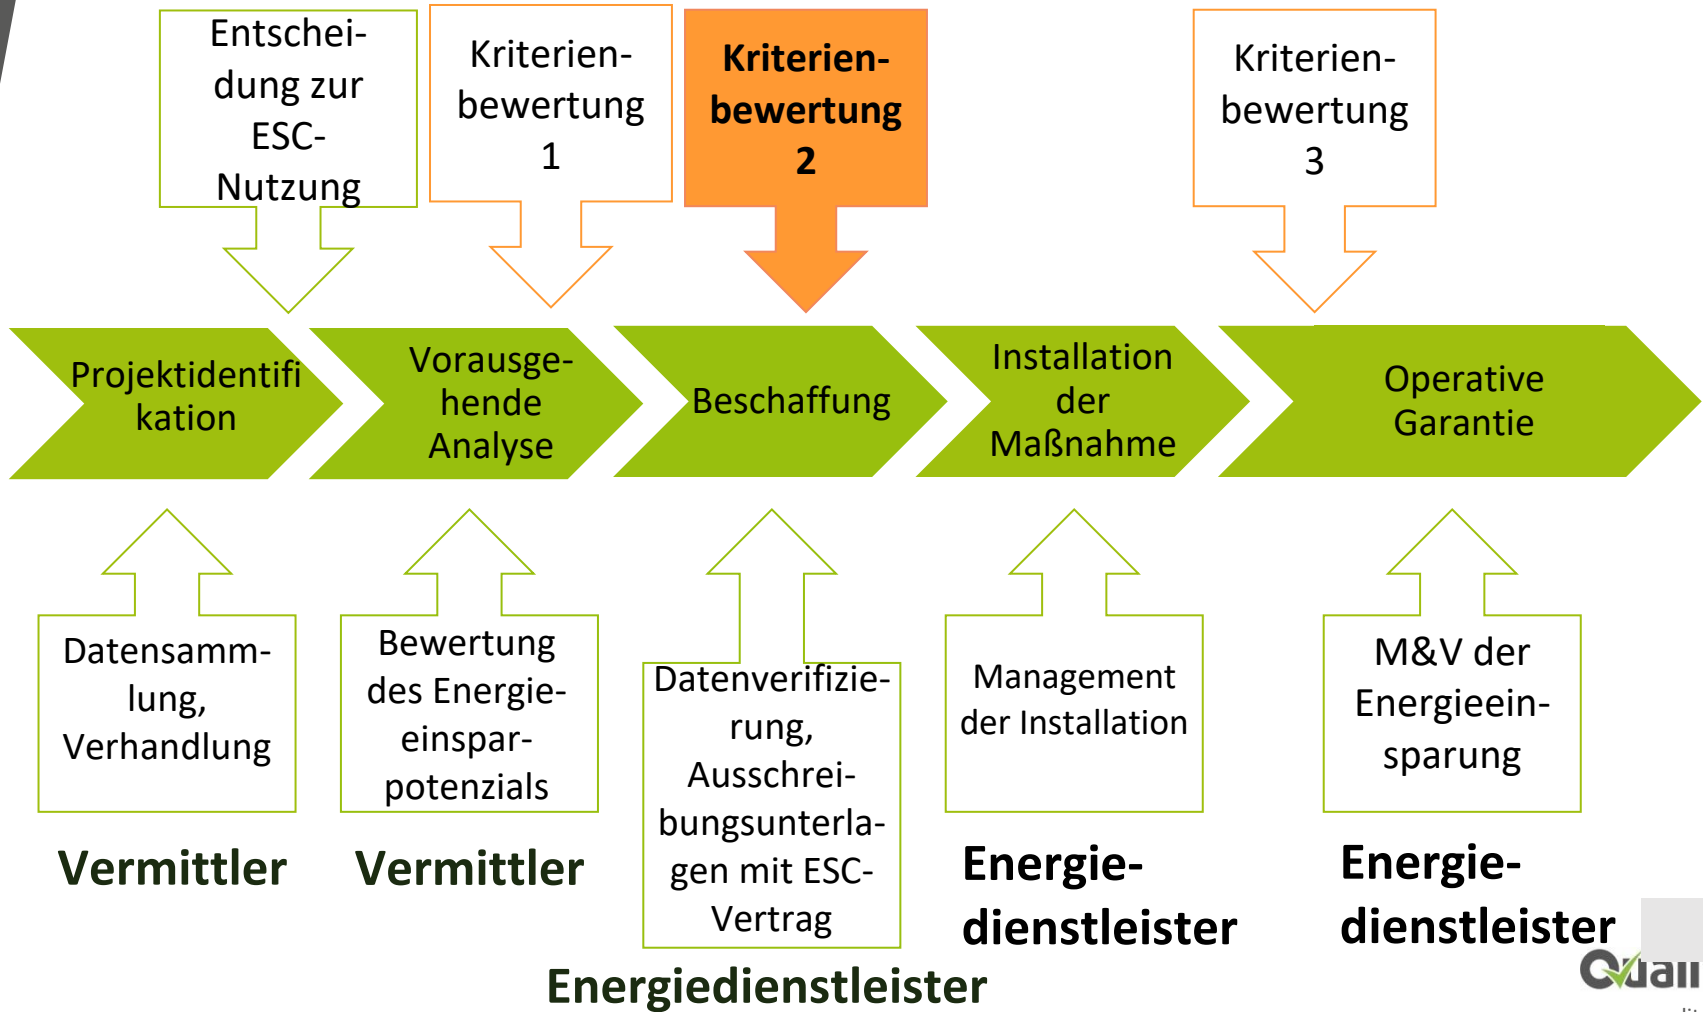 Entschei-
dung zur
ESC-
Nutzung
Kriterien-
bewertung
1
Kriterien-
bewertung
2
Kriterien-
bewertung
3
Projektidentifi
kation
Vorausge-
hende
Analyse
Beschaffung
Installation
der
Maßnahme
Operative
Garantie
Datensamm-
lung,
Verhandlung
Bewertung
des Energie-
einspar-
potenzials
Datenverifizie-
rung,
Ausschrei-
bungsunterla-
gen mit ESC-
Vertrag
Management
der Installation
M&V der
Energieein-
sparung
Vermittler
Vermittler
Energiedienstleister
Energie-
dienstleister
Energie-
dienstleister